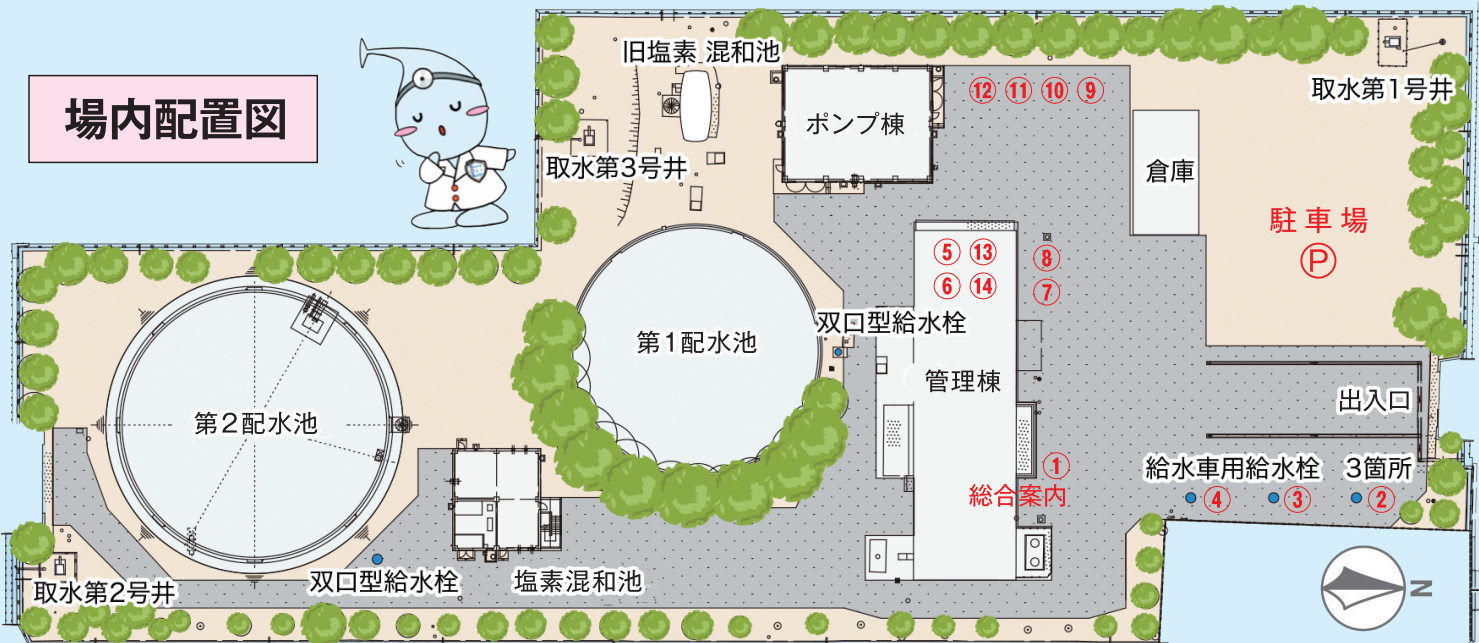 場内配置図
旧塩素 混和池
取水第3号井
ポンプ棟
⑫ ⑪ ⑩ ⑨
取水第1号井
倉庫
駐車場
Ⓟ
⑤ ⑬
⑥ ⑭
⑧
⑦
双口型給水栓
第1配水池
管理棟
第2配水池
出入口
①
総合案内
給水車用給水栓 3箇所
④ ③ ②
取水第2号井
双口型給水栓
塩素混和池
N